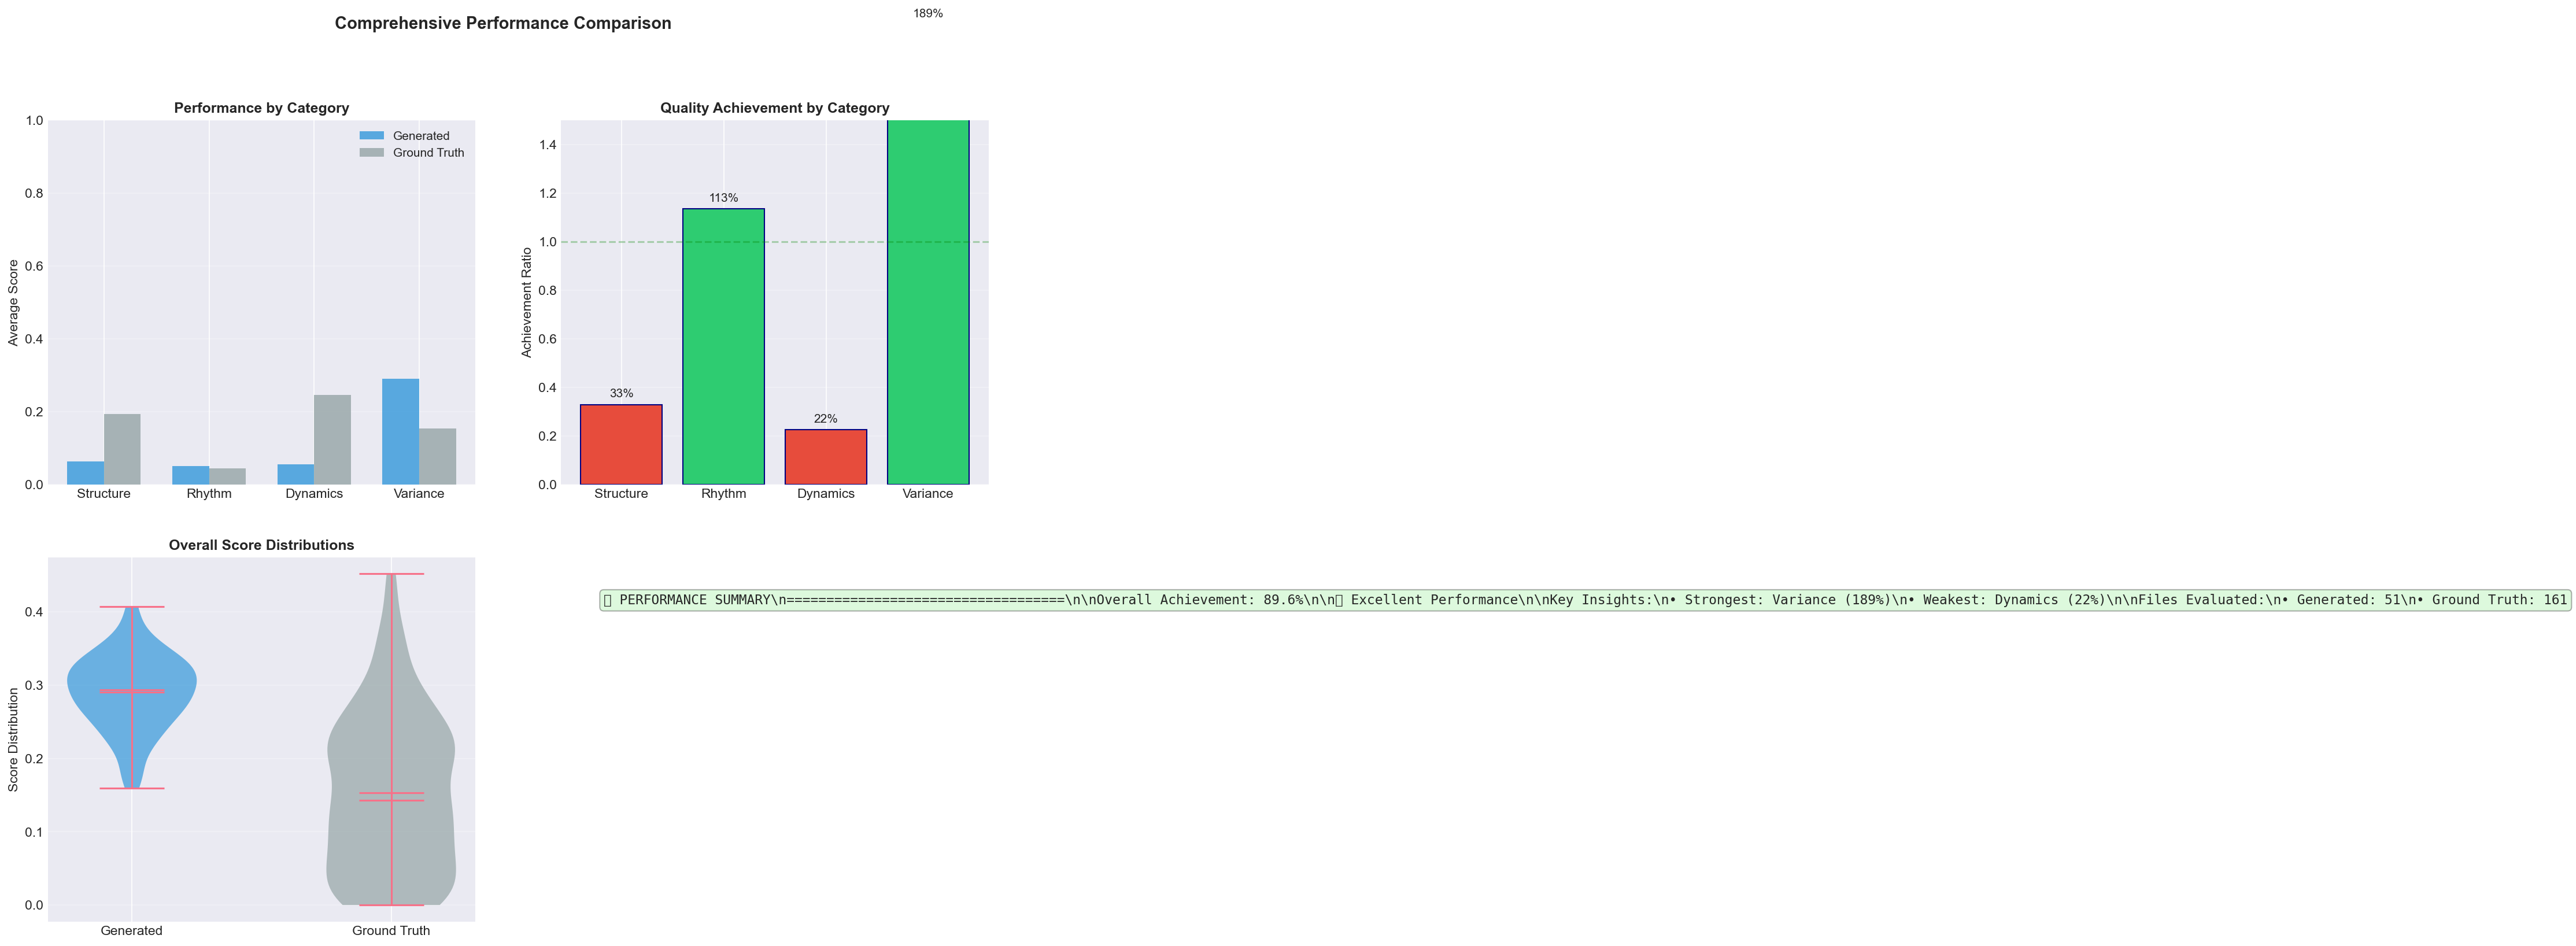 Comprehensive Performance Comparison
189%
Performance by Category
1.0
0.8
0.6
0.4
0.2
0.0
Average Score
Generated
Ground Truth
Structure
Rhythm
Dynamics
Variance
Quality Achievement by Category
1.4
1.2
1.0
0.8
0.6
0.4
0.2
0.0
Achievement Ratio
33%
113%
22%
Structure
Rhythm
Dynamics
Variance
Overall Score Distributions
0.4
0.3
0.2
0.1
0.0
Score Distribution
Generated
Ground Truth
▯ PERFORMANCE SUMMARY\n===================================\n\nOverall Achievement: 89.6%\n\n▯ Excellent Performance\n\nKey Insights:\n• Strongest: Variance (189%)\n• Weakest: Dynamics (22%)\n\nFiles Evaluated:\n• Generated: 51\n• Ground Truth: 161